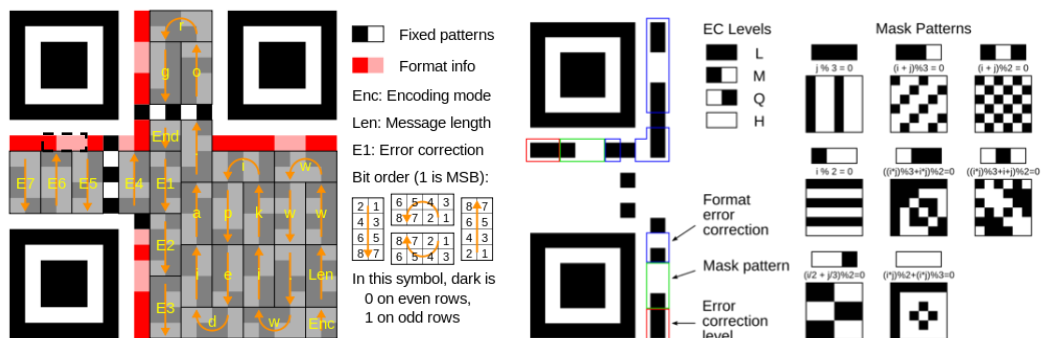 Fixed patterns
Format info
Enc: Encoding mode
Len: Message length
E1: Error correction
Bit order (1 is MSB):
2 1
4 3
6 5
8 7
6 5 4 3
8 7 2 1
8 7 2 1
6 5 4 3
8 7
6 5
4 3
2 1
In this symbol, dark is
0 on even rows,
1 on odd rows
r
g o
End
E7 E6 E5 E4 E1 i i w
a p k w w
E2
i e i Len
E3
d w Enc
EC Levels
L
M
Q
H
Format
error
correction
Mask pattern
Error
correction
level
Mask Patterns
j % 3 = 0 (i + j)%3 = 0 (i + j)%2 = 0
i % 2 = 0 ((i*j)%3+i*j)%2=0 ((i*j)%3+i+j)%2=0
(i/2 + j/3)%2=0 (i*j)%2+(i*j)%3=0